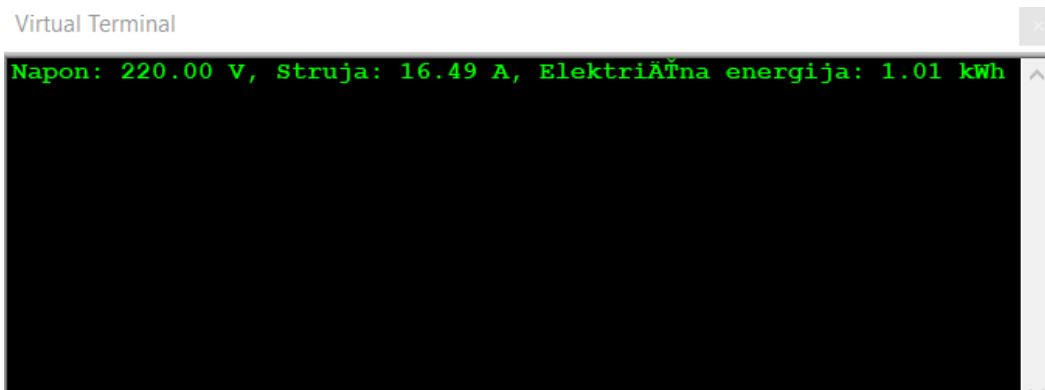 Virtual Terminal
Napon: 220.00 V, Struja: 16.49 A, ElektriÄŤna energija: 1.01 kWh